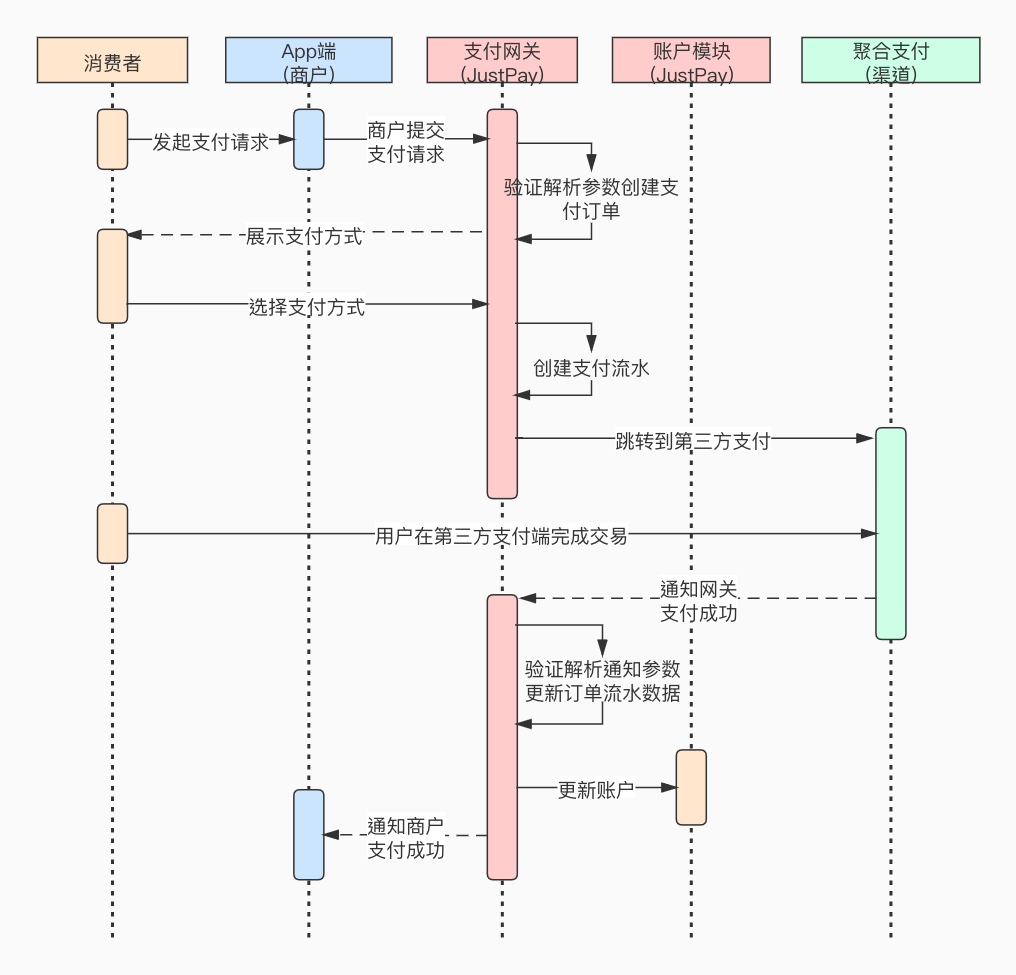 消费者
App端
(商户)
支付网关
(JustPay)
账户模块
(JustPay)
聚合支付
(渠道)
发起支付请求
商户提交
支付请求
验证解析参数创建支
付订单
展示支付方式
选择支付方式
创建支付流水
跳转到第三方支付
用户在第三方支付端完成交易
通知网关
支付成功
验证解析通知参数
更新订单流水数据
更新账户
通知商户
支付成功